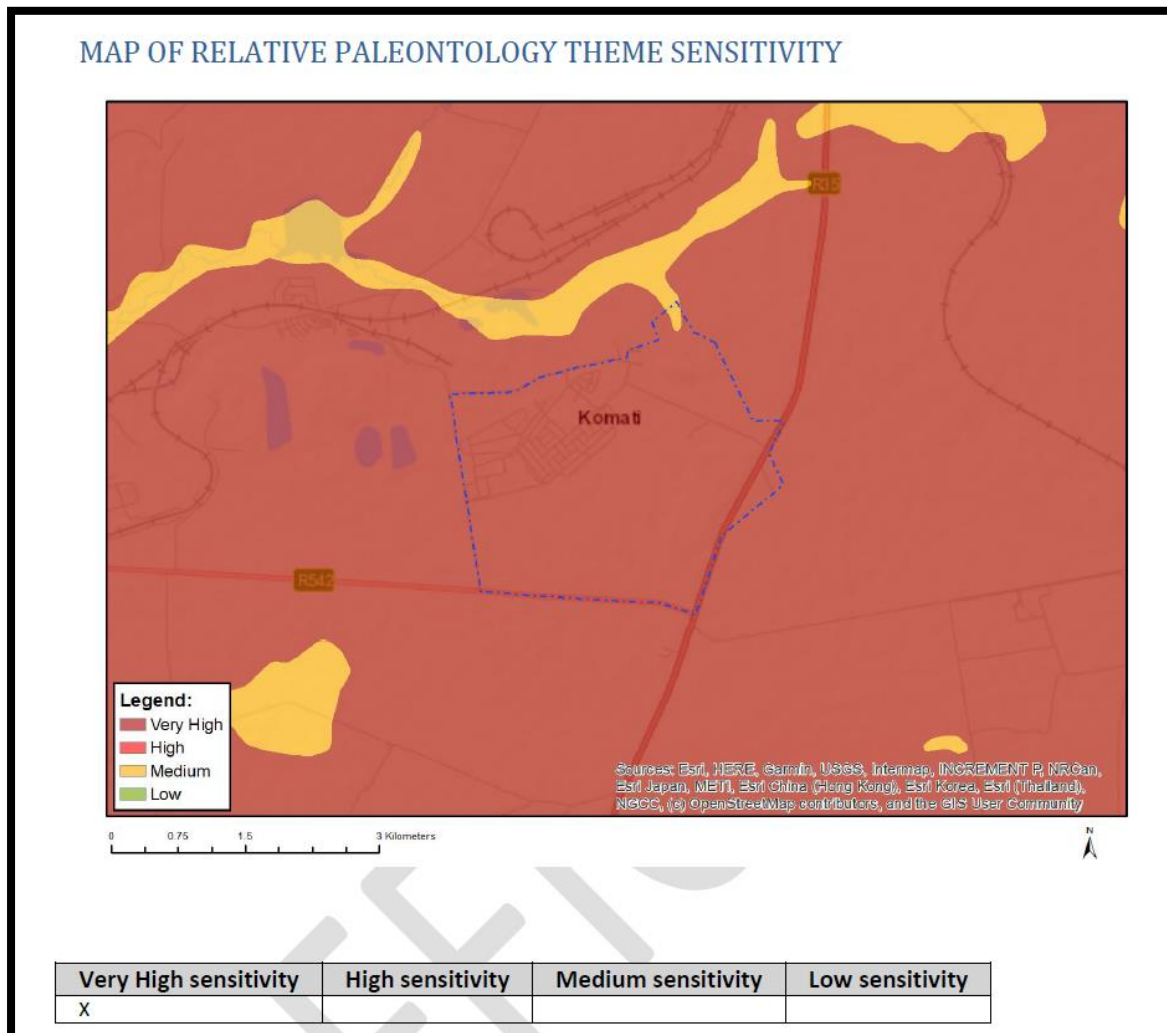 MAP OF RELATIVE PALEONTOLOGY THEME SENSITIVITY
R35
Komati
R542
Legend:
Very High
High
Medium
Low
Sources: Esri, HERE, Garmin, USGS, Intermap, INCREMENT P, NRCan,
Esri Japan, METI, Esri China (Hong Kong), Esri Korea, Esri (Thailand),
NGCC, (c) OpenStreetMap contributors, and the GIS User Community
0 0.75 1.5 3 Kilometers
N
Very High sensitivity High sensitivity Medium sensitivity Low sensitivity
X